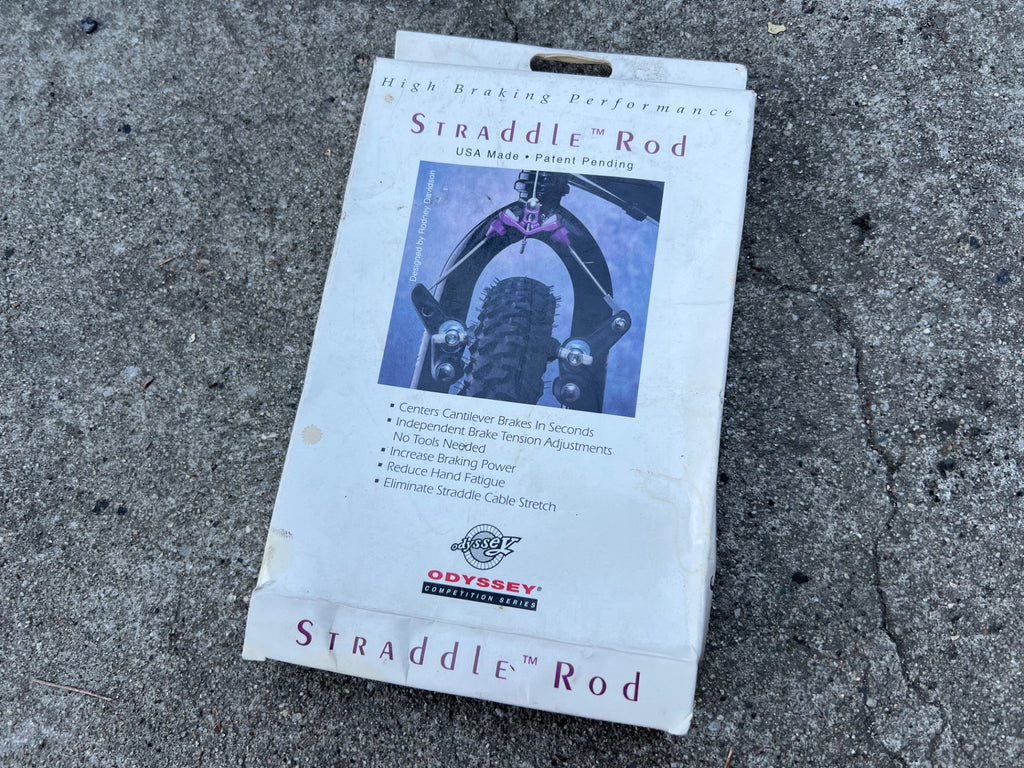 High Braking Performance
STRAddLE™ Rod
USA Made • Patent Pending
Designed by Rodney Davidson
▪ Centers Cantilever Brakes In Seconds
▪ Independent Brake Tension Adjustments
No Tools Needed
▪ Increase Braking Power
▪ Reduce Hand Fatigue
▪ Eliminate Straddle Cable Stretch
odyssey
ODYSSEY®
COMPETITION SERIES
STRAddLE™ Rod